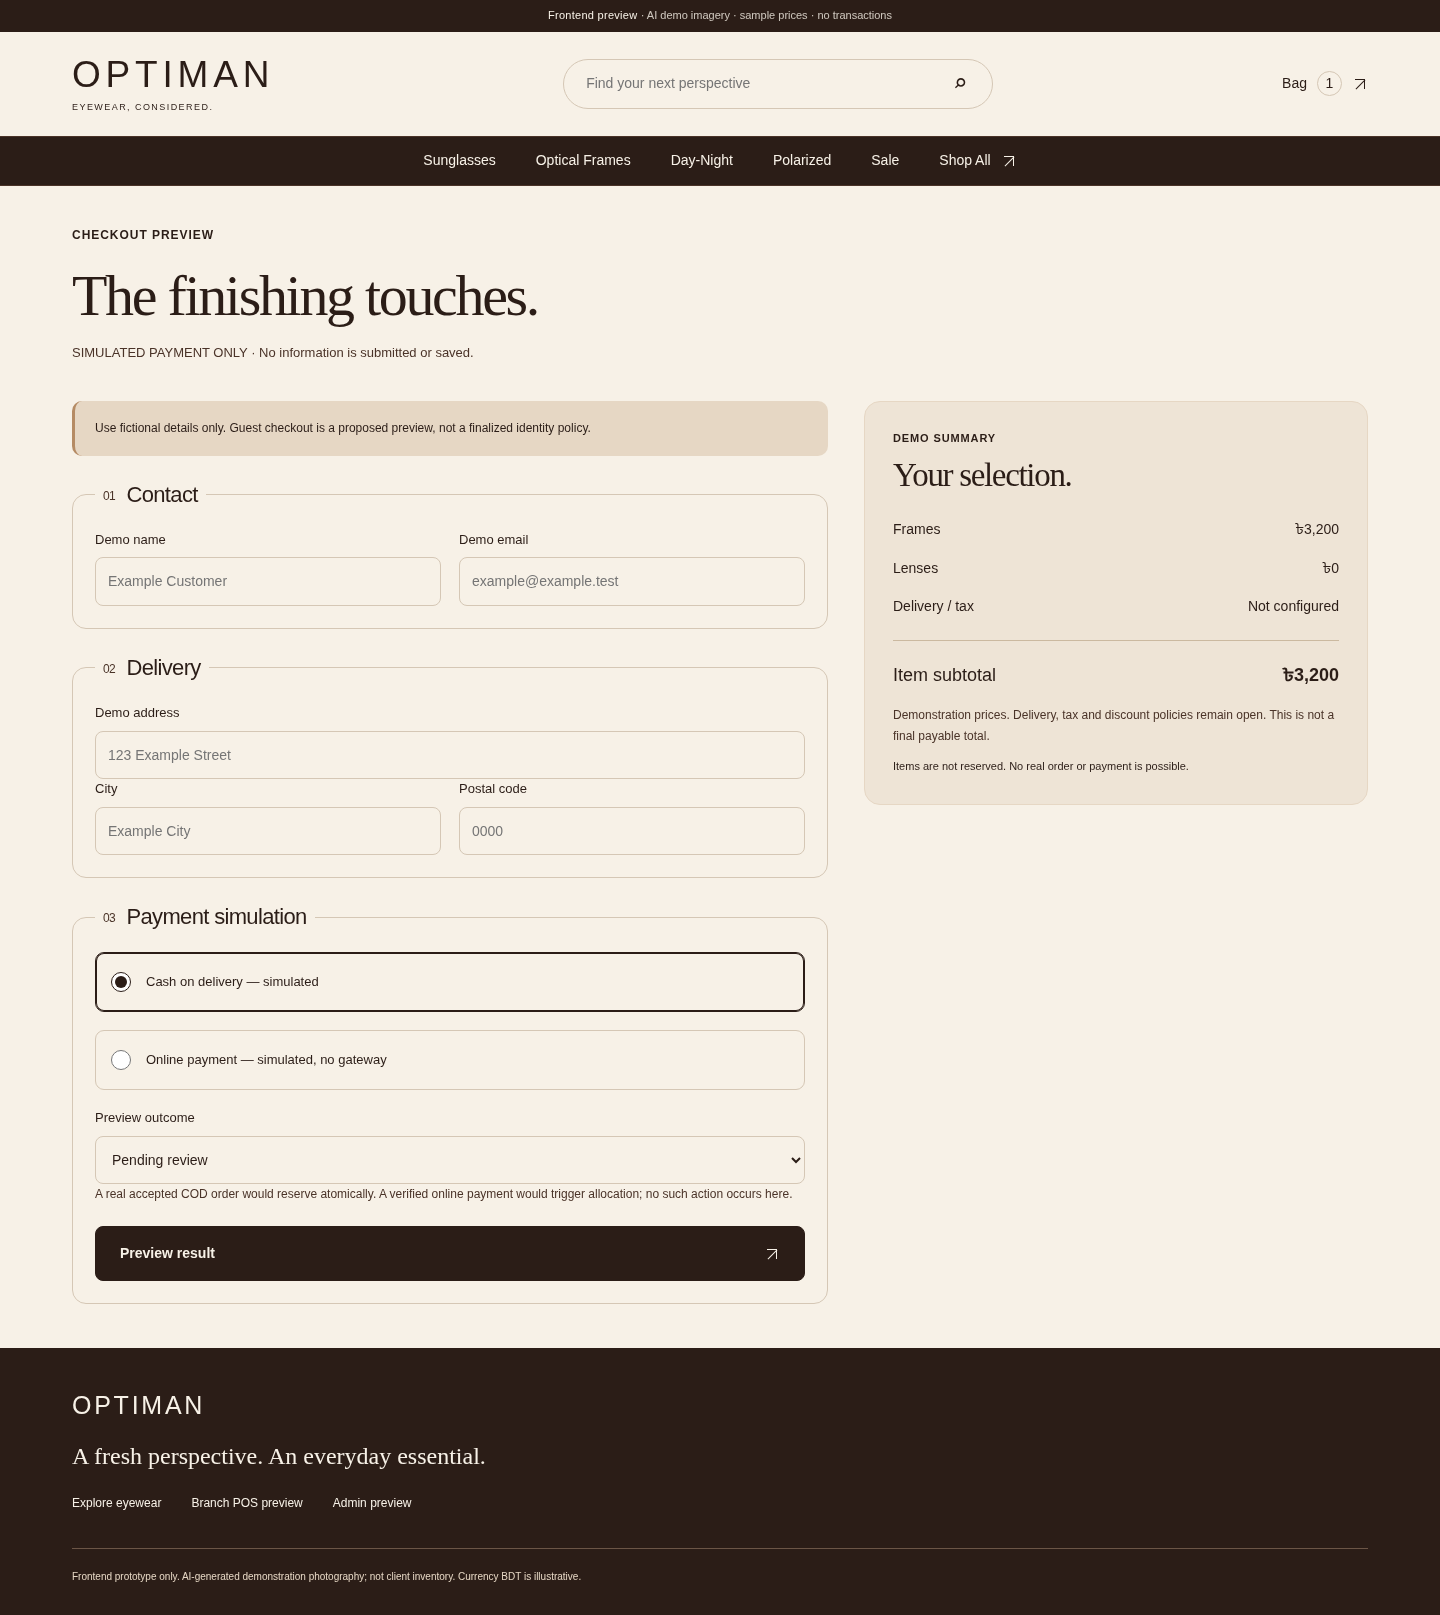 Frontend preview · AI demo imagery · sample prices · no transactions
OPTIMAN
EYEWEAR, CONSIDERED.
Find your next perspective
Bag 1
Sunglasses Optical Frames Day-Night Polarized Sale Shop All
CHECKOUT PREVIEW
The finishing touches.
SIMULATED PAYMENT ONLY · No information is submitted or saved.
Use fictional details only. Guest checkout is a proposed preview, not a finalized identity policy.
01 Contact
Demo name Demo email
Example Customer example@example.test
02 Delivery
Demo address
123 Example Street
City Postal code
Example City 0000
03 Payment simulation
Cash on delivery — simulated
Online payment — simulated, no gateway
Preview outcome
Pending review
A real accepted COD order would reserve atomically. A verified online payment would trigger allocation; no such action occurs here.
Preview result
DEMO SUMMARY
Your selection.
Frames ৳3,200
Lenses ৳0
Delivery / tax Not configured
Item subtotal ৳3,200
Demonstration prices. Delivery, tax and discount policies remain open. This is not a
final payable total.
Items are not reserved. No real order or payment is possible.
OPTIMAN
A fresh perspective. An everyday essential.
Explore eyewear Branch POS preview Admin preview
Frontend prototype only. AI-generated demonstration photography; not client inventory. Currency BDT is illustrative.